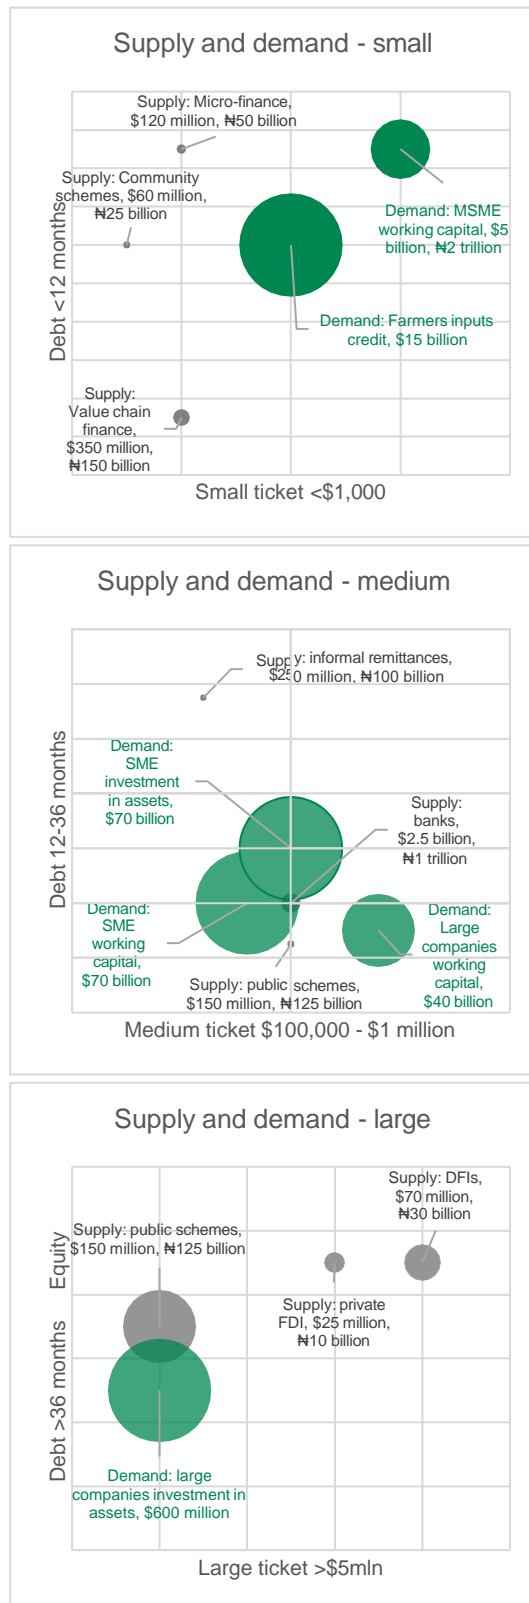 Supply and demand - small
Supply: Micro-finance,
$120 million, ₦50 billion
Supply: Community
schemes, $60 million,
₦25 billion
Demand: MSME
working capital, $5
billion, ₦2 trillion
Demand: Farmers inputs
credit, $15 billion
Supply:
Value chain
finance,
$350 million,
₦150 billion
Debt <12 months
Small ticket <$1,000
Supply and demand - medium
Supply: informal remittances,
$250 million, ₦100 billion
Demand:
SME
investment
in assets,
$70 billion
Supply:
banks,
$2.5 billion,
₦1 trillion
Demand:
SME
working
capital,
$70 billion
Demand:
Large
companies
working
capital,
$40 billion
Supply: public schemes,
$150 million, ₦125 billion
Debt 12-36 months
Medium ticket $100,000 - $1 million
Supply and demand - large
Supply: DFIs,
$70 million,
₦30 billion
Supply: public schemes,
$150 million, ₦125 billion
Supply: private
FDI, $25 million,
₦10 billion
Demand: large
companies investment in
assets, $600 million
Debt >36 months
Equity
Large ticket >$5mln